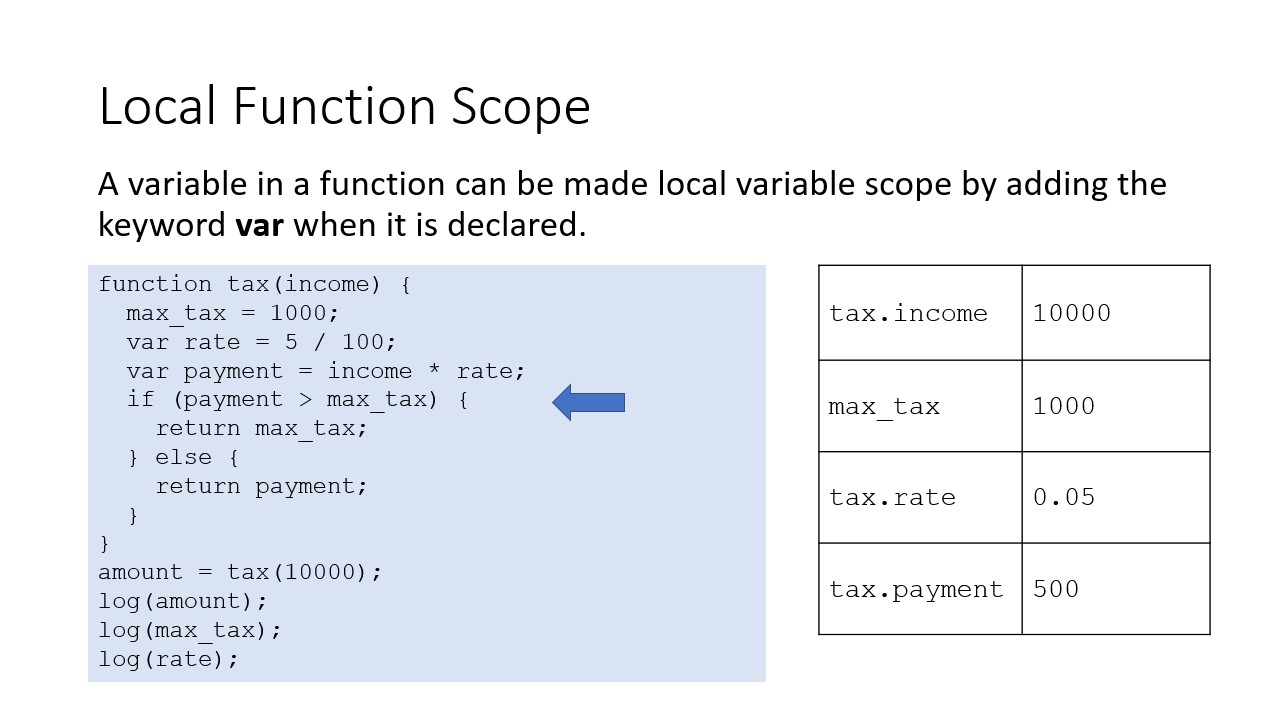 Local Function Scope
A variable in a function can be made local variable scope by adding the
keyword var when it is declared.
function tax(income) {
  max_tax = 1000;
  var rate = 5 / 100;
  var payment = income * rate;
  if (payment > max_tax) {
    return max_tax;
  } else {
    return payment;
  }
}
amount = tax(10000);
log(amount);
log(max_tax);
log(rate);
tax.income 10000
max_tax 1000
tax.rate 0.05
tax.payment 500